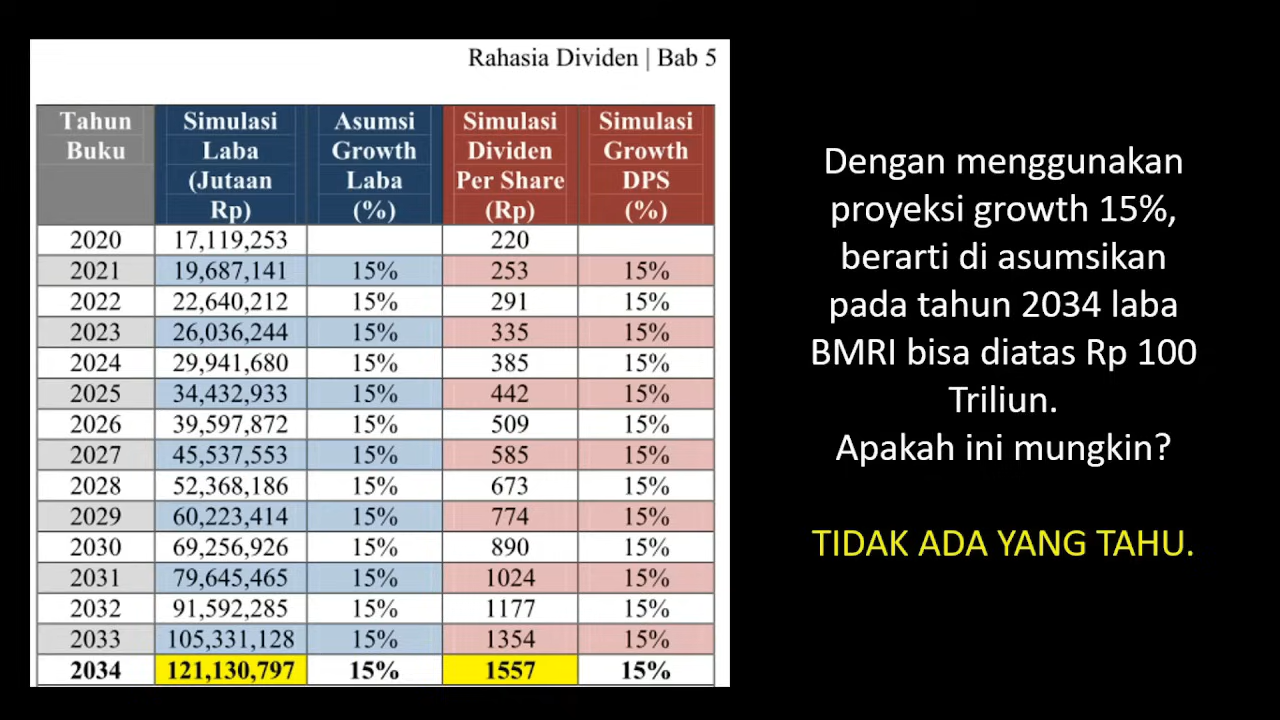 Rahasia Dividen | Bab 5
Tahun Buku Simulasi Laba (Jutaan Rp) Asumsi Growth Laba (%) Simulasi Dividen Per Share (Rp) Simulasi Growth DPS (%)
2020 17,119,253 220
2021 19,687,141 15% 253 15%
2022 22,640,212 15% 291 15%
2023 26,036,244 15% 335 15%
2024 29,941,680 15% 385 15%
2025 34,432,933 15% 442 15%
2026 39,597,872 15% 509 15%
2027 45,537,553 15% 585 15%
2028 52,368,186 15% 673 15%
2029 60,223,414 15% 774 15%
2030 69,256,926 15% 890 15%
2031 79,645,465 15% 1024 15%
2032 91,592,285 15% 1177 15%
2033 105,331,128 15% 1354 15%
2034 121,130,797 15% 1557 15%
Dengan menggunakan
proyeksi growth 15%,
berarti di asumsikan
pada tahun 2034 laba
BMRI bisa diatas Rp 100
Triliun.
Apakah ini mungkin?
TIDAK ADA YANG TAHU.